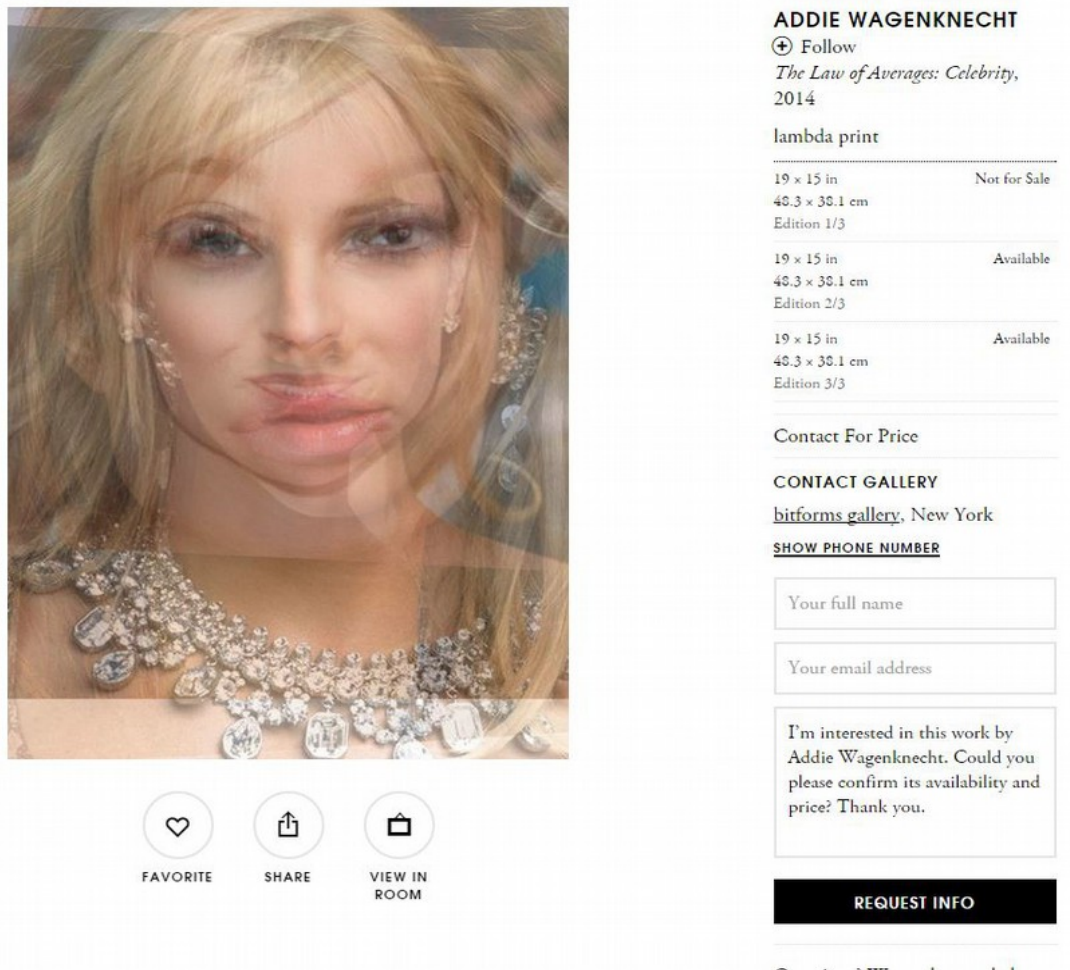 ADDIE WAGENKNECHT
Follow
The Law of Averages: Celebrity,
2014
lambda print
19 × 15 in
Not for Sale
48.3 × 38.1 cm
Edition 1/3
19 × 15 in
Available
48.3 × 38.1 cm
Edition 2/3
19 × 15 in
Available
48.3 × 38.1 cm
Edition 3/3
Contact For Price
CONTACT GALLERY
bitforms gallery, New York
SHOW PHONE NUMBER
Your full name
Your email address
I'm interested in this work by
Addie Wagenknecht. Could you
please confirm its availability and
price? Thank you.
REQUEST INFO
FAVORITE
SHARE
VIEW IN
ROOM